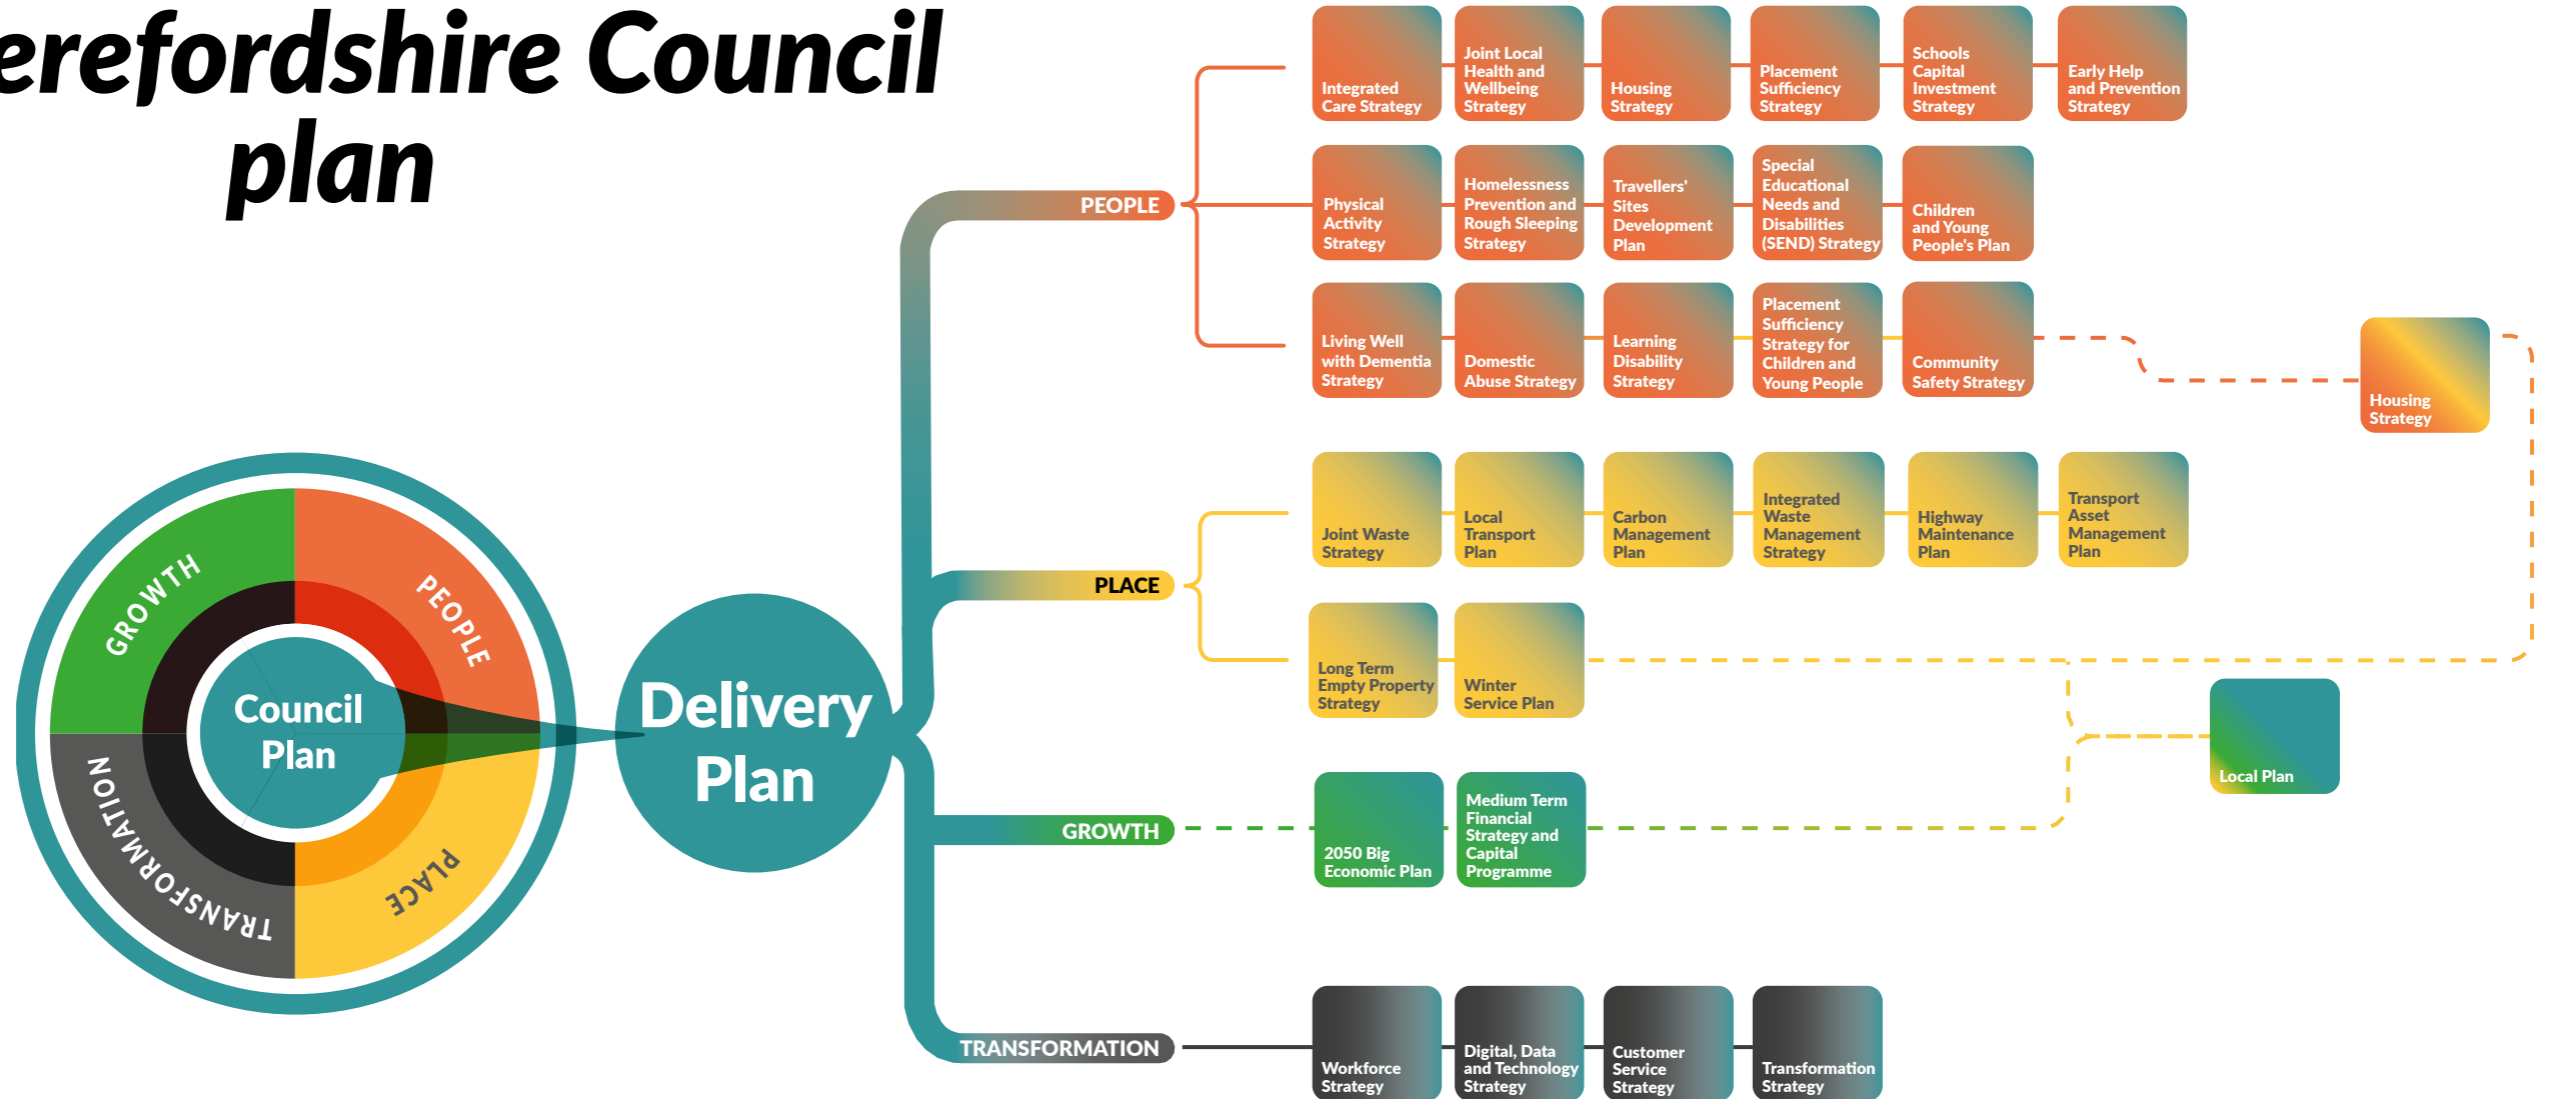 erefordshire Council
plan
GROWTH
PEOPLE
TRANSFORMATION
PLACE
Council
Plan
Delivery
Plan
PEOPLE
Integrated
Care Strategy
Joint Local
Health and
Wellbeing
Strategy
Housing
Strategy
Placement
Sufficiency
Strategy
Schools
Capital
Investment
Strategy
Early Help
and Prevention
Strategy
Physical
Activity
Strategy
Homelessness
Prevention and
Rough Sleeping
Strategy
Travellers'
Sites
Development
Plan
Special
Educational
Needs and
Disabilities
(SEND) Strategy
Children
and Young
People's Plan
Living Well
with Dementia
Strategy
Domestic
Abuse Strategy
Learning
Disability
Strategy
Placement
Sufficiency
Strategy for
Children and
Young People
Community
Safety Strategy
Housing
Strategy
PLACE
Joint Waste
Strategy
Local
Transport
Plan
Carbon
Management
Plan
Integrated
Waste
Management
Strategy
Highway
Maintenance
Plan
Transport
Asset
Management
Plan
Long Term
Empty Property
Strategy
Winter
Service Plan
Local Plan
GROWTH
2050 Big
Economic Plan
Medium Term
Financial
Strategy and
Capital
Programme
TRANSFORMATION
Workforce
Strategy
Digital, Data
and Technology
Strategy
Customer
Service
Strategy
Transformation
Strategy